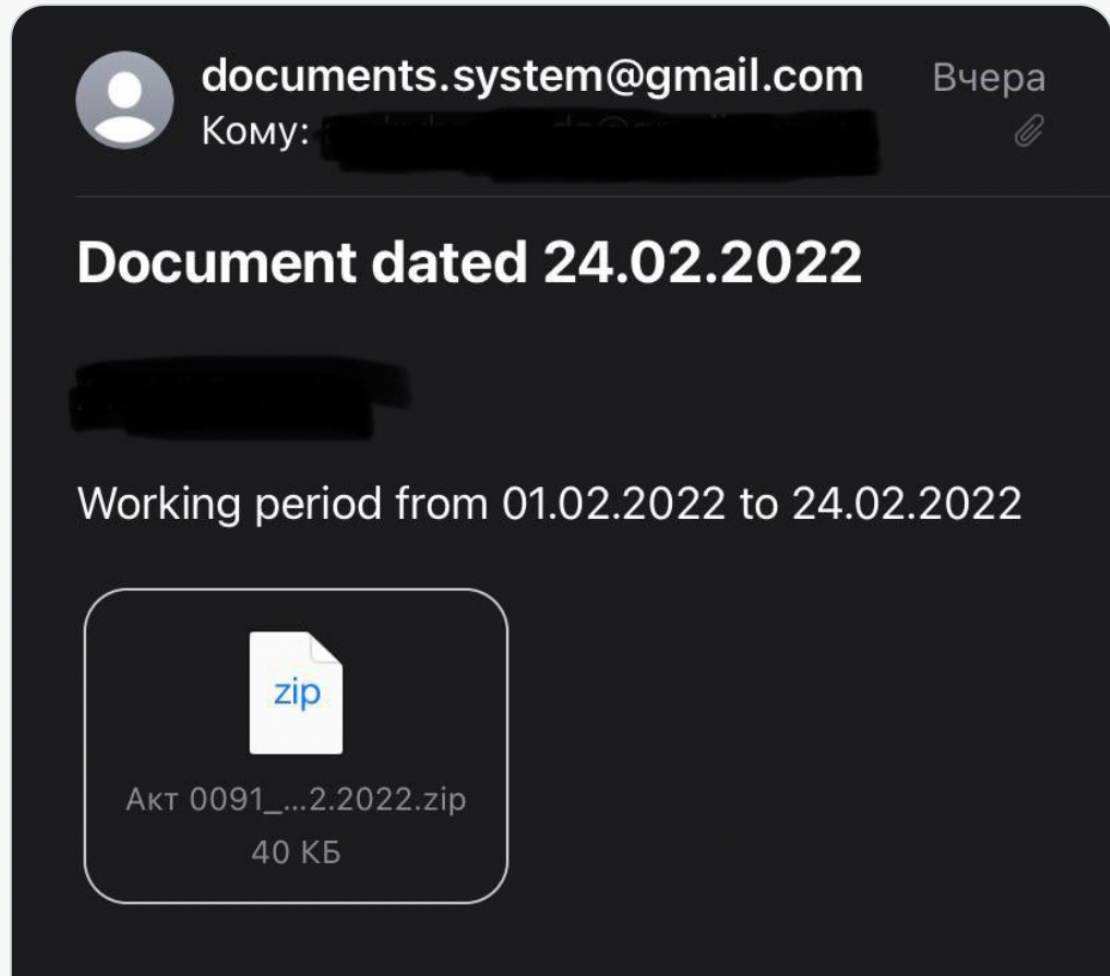 documents.system@gmail.com
Вчера
Кому:
Document dated 24.02.2022
Working period from 01.02.2022 to 24.02.2022
zip
Акт 0091_...2.2022.zip
40 КБ